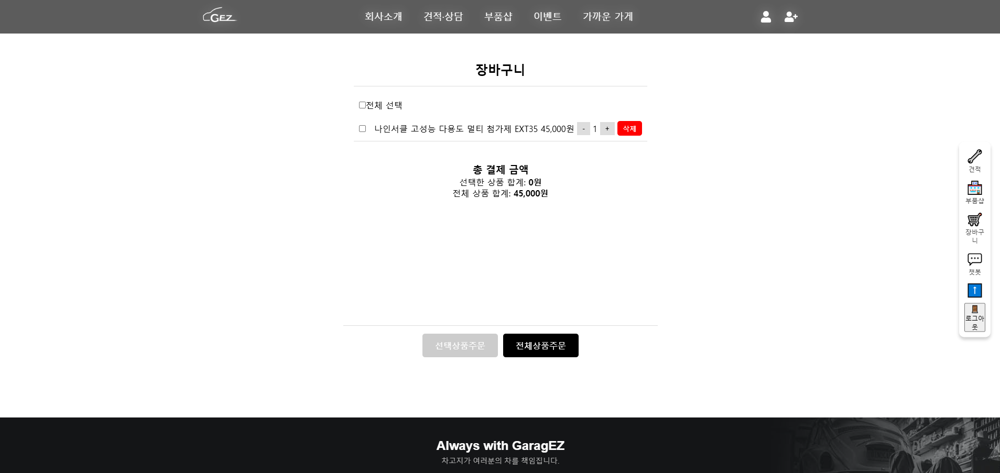 GEZ
회사소개
견적·상담
부품샵
이벤트
가까운 가게
장바구니
전체 선택
나인서클 고성능 다용도 멀티 첨가제 EXT35 45,000원 - 1 + 삭제
총 결제 금액
선택한 상품 합계: 0원
전체 상품 합계: 45,000원
견적
24
부품샵
장바구
니
챗봇
로그아
웃
선택상품주문
전체상품주문
Always with GaragEZ
차고지가 여러분의 차를 책임집니다.